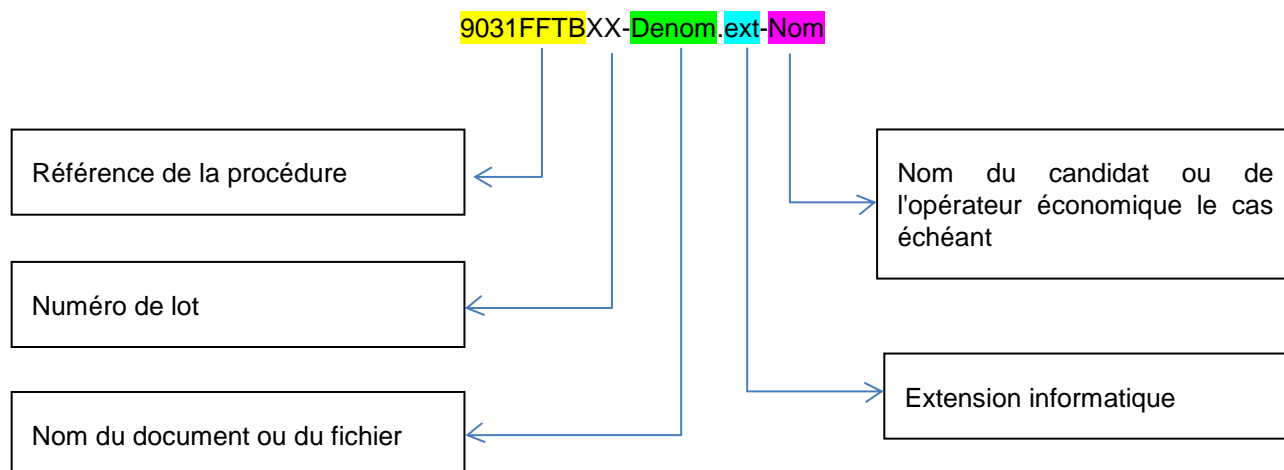 9031FFTBXX-Denom.ext-Nom
Référence de la procédure
Numéro de lot
Nom du document ou du fichier
Nom du candidat ou de
l'opérateur économique le cas
échéant
Extension informatique